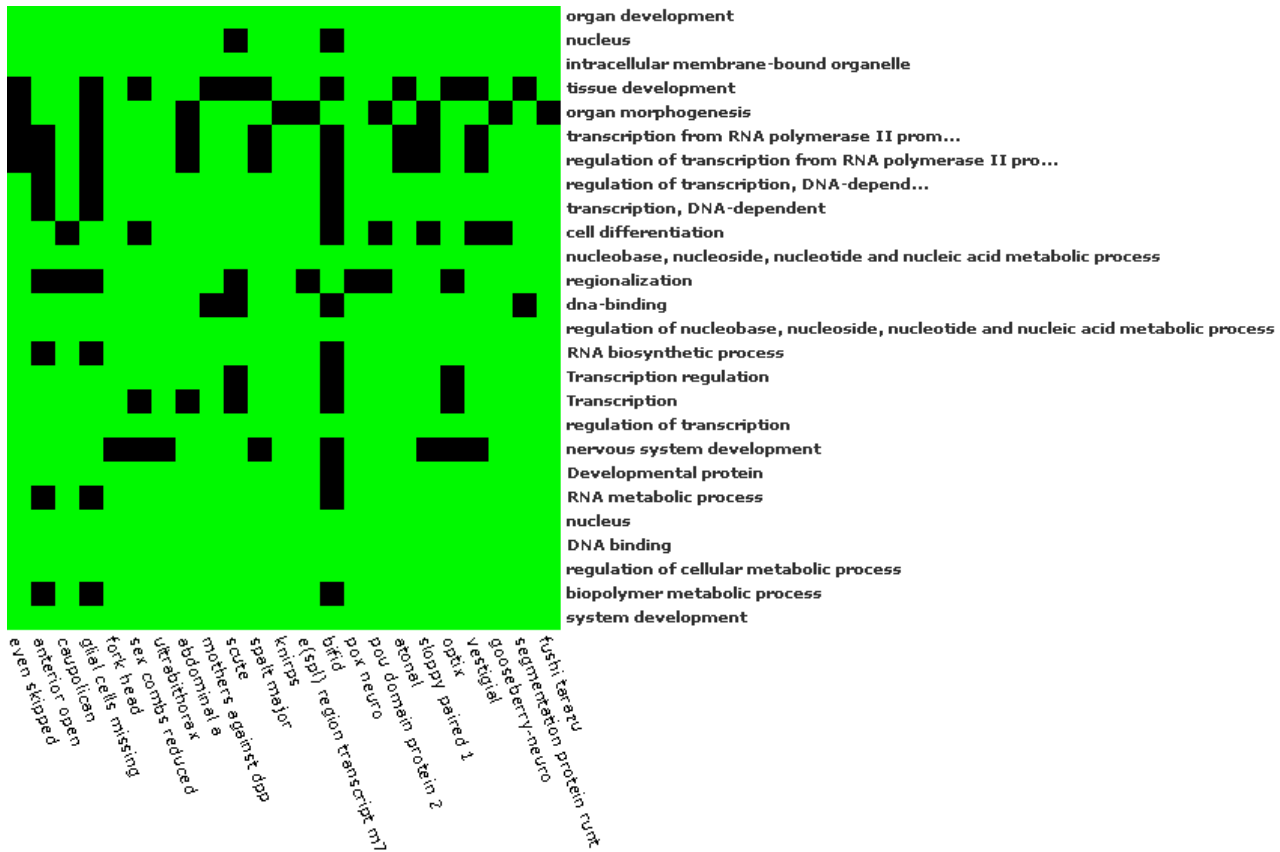 organ development
nucleus
intracellular membrane-bound organelle
tissue development
organ morphogenesis
transcription from RNA polymerase II prom...
regulation of transcription from RNA polymerase II pro...
regulation of transcription, DNA-depend...
transcription, DNA-dependent
cell differentiation
nucleobase, nucleoside, nucleotide and nucleic acid metabolic process
regionalization
dna-binding
regulation of nucleobase, nucleoside, nucleotide and nucleic acid metabolic process
RNA biosynthetic process
Transcription regulation
Transcription
regulation of transcription
nervous system development
Developmental protein
RNA metabolic process
nucleus
DNA binding
regulation of cellular metabolic process
biopolymer metabolic process
system development
even skipped
anterior open
caupolican
glial cells missing
fork head
sex combs reduced
ultrabithorax
abdominal a
mothers against dpp
scute
spalt major
knirps
e(spl) region transcript m7
bifid
pox neuro
pou domain protein 2
atonal
sloppy paired 1
optix
vestigial
gooseberry-neuro
segmentation protein runt
fushi tarazu